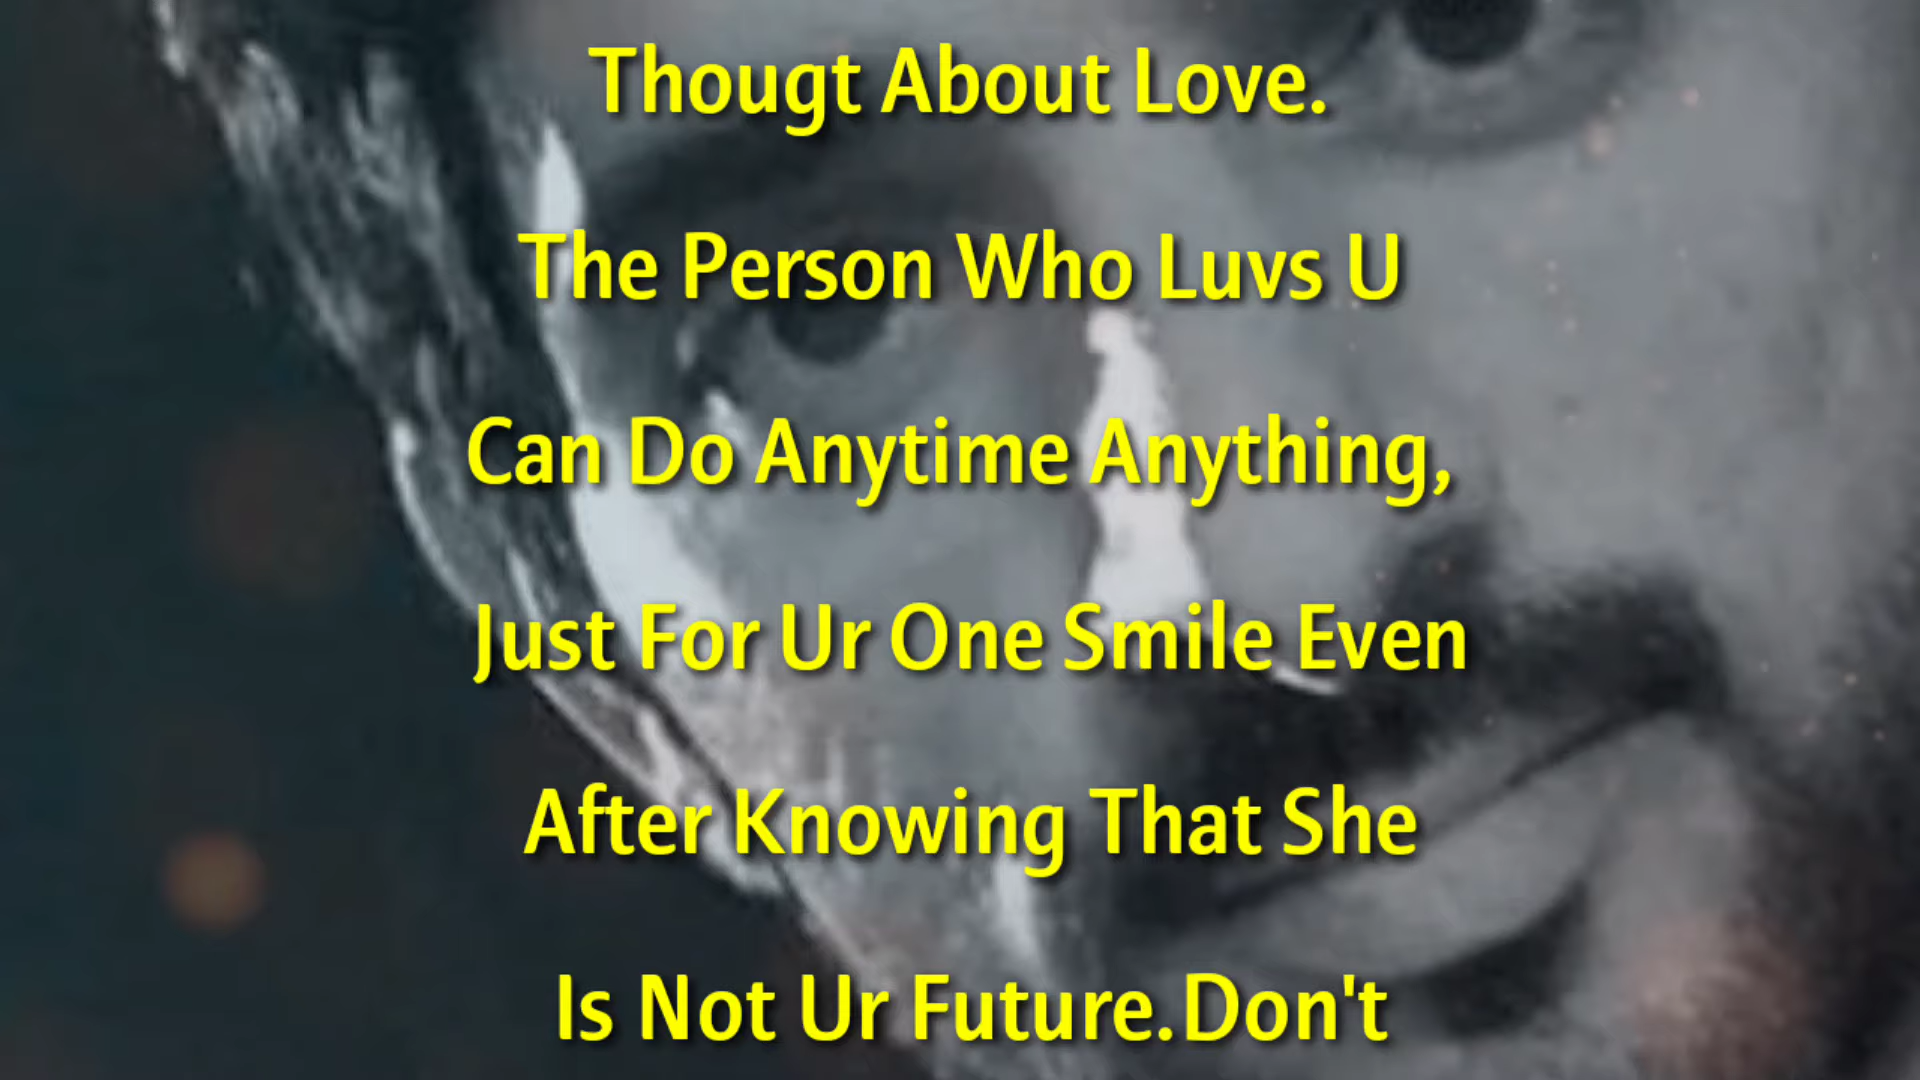 Thougt About Love.
The Person Who Luvs U
Can Do Anytime Anything,
Just For Ur One Smile Even
After Knowing That She
Is Not Ur Future.Don't